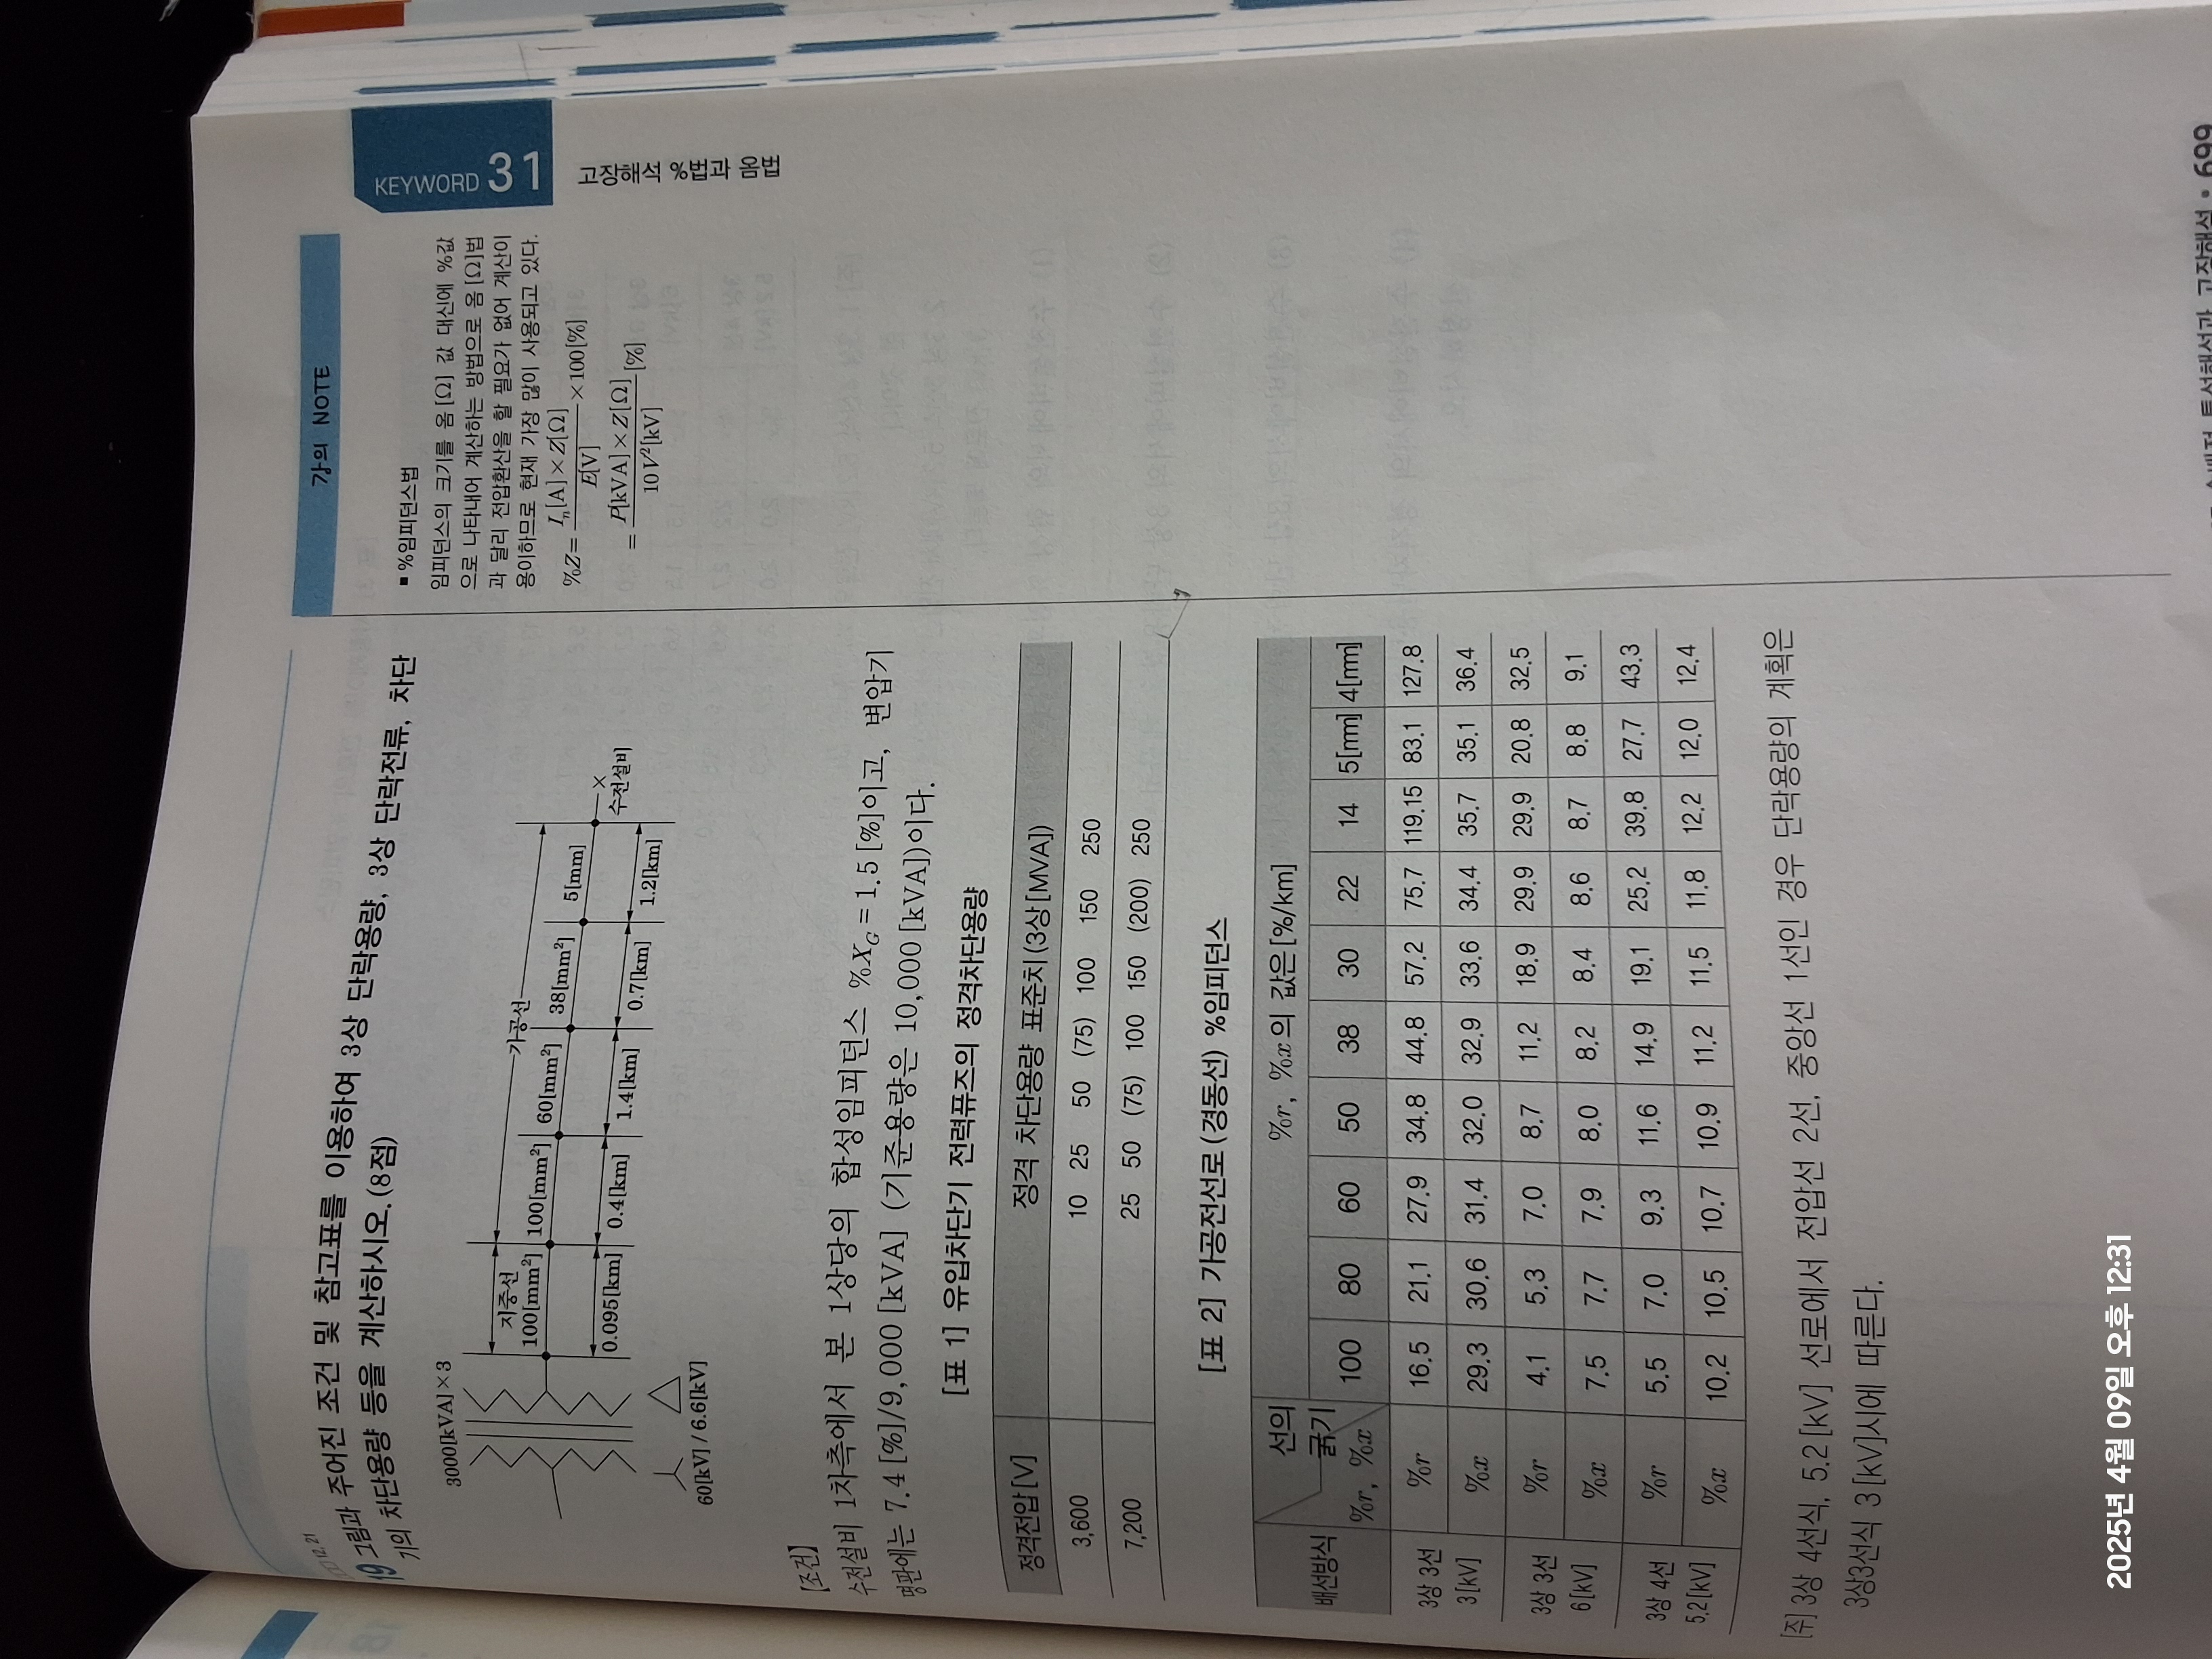 강의 NOTE
KEYWORD 31
고장해석 %법과 옴법
■ %임피던스법
임피던스의 크기를 옴[Ω] 값 대신에 %값
으로 나타내어 계산하는 방법으로 옴[Ω]법
과 달리 전압환산을 할 필요가 없어 계산이
용이하므로 현재 가장 많이 사용되고 있다.
%Z= Iₙ[A]×Z[Ω] / E[V] ×100[%]
= P[kVA]×Z[Ω] / 10V²[kV] [%]
19 그림과 주어진 조건 및 참고표를 이용하여 3상 단락용량, 3상 단락전류, 차단
기의 차단용량 등을 계산하시오.(8점)
3000[kVA]×3
60[kV] / 6.6[kV]
지중선
가공선
100[mm²] 100[mm²] 60[mm²] 38[mm²] 5[mm]
0.095[km] 0.4[km] 1.4[km] 0.7[km] 1.2[km]
×
수전설비
[조건]
수전설비 1차측에서 본 1상당의 합성임피던스 %X_G = 1.5[%]이고, 변압기
명판에는 7.4[%]/9,000[kVA] (기준용량은 10,000[kVA])이다.
[표 1] 유입차단기 전력퓨즈의 정격차단용량
정격전압[V] 정격 차단용량 표준치(3상[MVA])
3,600 10 25 50 (75) 100 150 250
7,200 25 50 (75) 100 150 (200) 250
[표 2] 가공전선로(경동선) %임피던스
배선방식 선의 굵기 %r, %x %r, %x의 값은[%/km]
100 80 60 50 38 30 22 14 5[mm] 4[mm]
3상 3선 3[kV] %r 16.5 21.1 27.9 34.8 44.8 57.2 75.7 119.15 83.1 127.8
%x 29.3 30.6 31.4 32.0 32.9 33.6 34.4 35.7 35.1 36.4
3상 3선 6[kV] %r 4.1 5.3 7.0 8.7 11.2 18.9 29.9 29.9 20.8 32.5
%x 7.5 7.7 7.9 8.0 8.2 8.4 8.6 8.7 8.8 9.1
3상 4선 5.2[kV] %r 5.5 7.0 9.3 11.6 14.9 19.1 25.2 39.8 27.7 43.3
%x 10.2 10.5 10.7 10.9 11.2 11.5 11.8 12.2 12.0 12.4
[주] 3상 4선식, 5.2[kV] 선로에서 전압선 2선, 중앙선 1선인 경우 단락용량의 계획은
3상3선식 3[kV]시에 따른다.
고장해석 • 699
2025년 4월 09일 오후 12:31